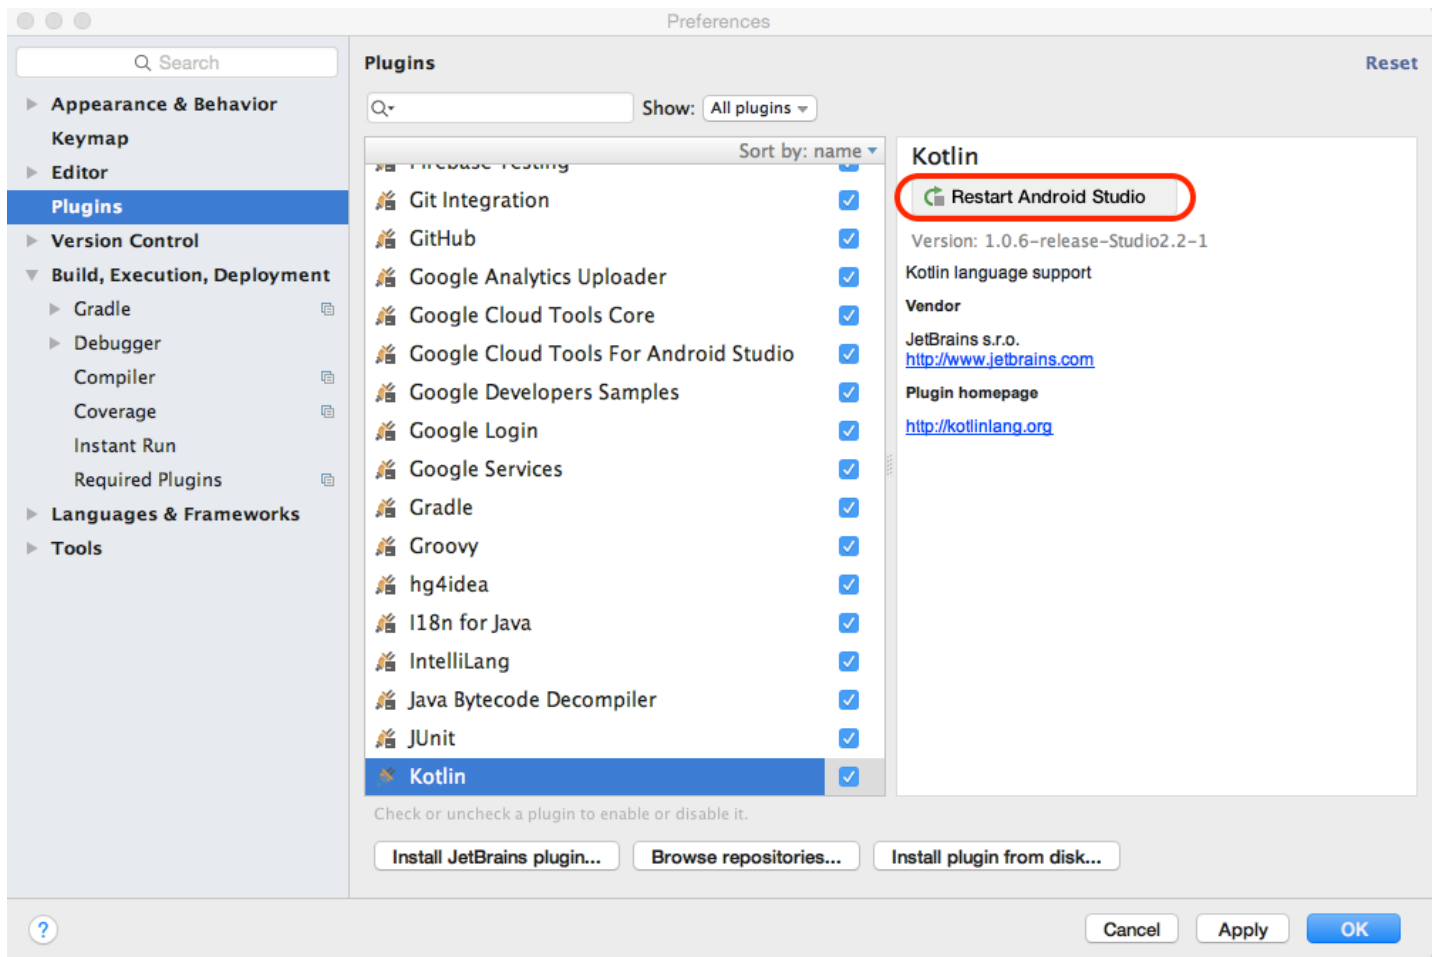 Preferences
Search
Appearance & Behavior
Keymap
Editor
Plugins
Version Control
Build, Execution, Deployment
Gradle
Debugger
Compiler
Coverage
Instant Run
Required Plugins
Languages & Frameworks
Tools
Plugins
Reset
Show: All plugins
Sort by: name
Firebase Testing
Git Integration
GitHub
Google Analytics Uploader
Google Cloud Tools Core
Google Cloud Tools For Android Studio
Google Developers Samples
Google Login
Google Services
Gradle
Groovy
hg4idea
I18n for Java
IntelliLang
Java Bytecode Decompiler
JUnit
Kotlin
Kotlin
Restart Android Studio
Version: 1.0.6-release-Studio2.2-1
Kotlin language support
Vendor
JetBrains s.r.o.
http://www.jetbrains.com
Plugin homepage
http://kotlinlang.org
Check or uncheck a plugin to enable or disable it.
Install JetBrains plugin...
Browse repositories...
Install plugin from disk...
?
Cancel
Apply
OK